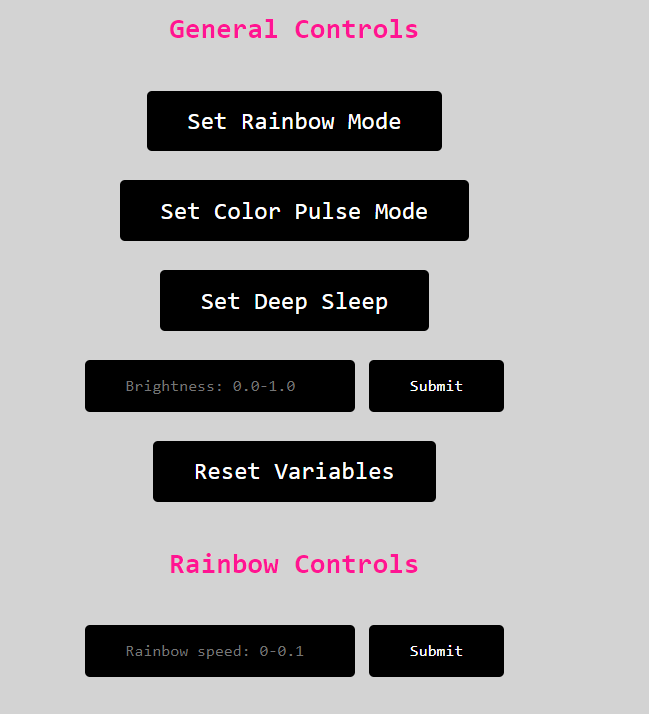 General Controls
Set Rainbow Mode
Set Color Pulse Mode
Set Deep Sleep
Brightness: 0.0-1.0 Submit
Reset Variables
Rainbow Controls
Rainbow speed: 0-0.1 Submit